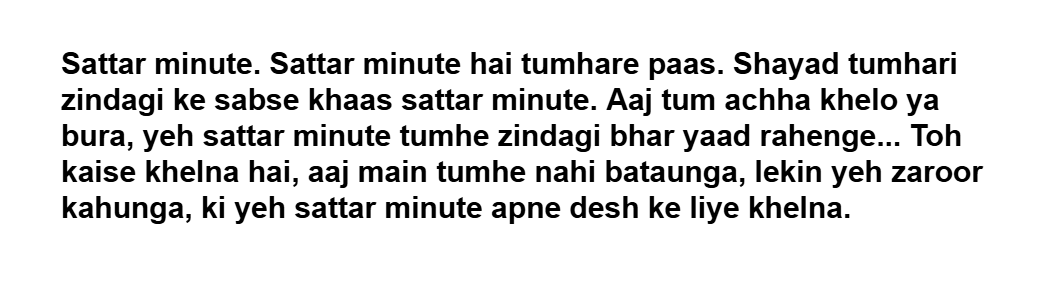 Sattar minute. Sattar minute hai tumhare paas. Shayad tumhari
zindagi ke sabse khaas sattar minute. Aaj tum achha khelo ya
bura, yeh sattar minute tumhe zindagi bhar yaad rahenge... Toh
kaise khelna hai, aaj main tumhe nahi bataunga, lekin yeh zaroor
kahunga, ki yeh sattar minute apne desh ke liye khelna.